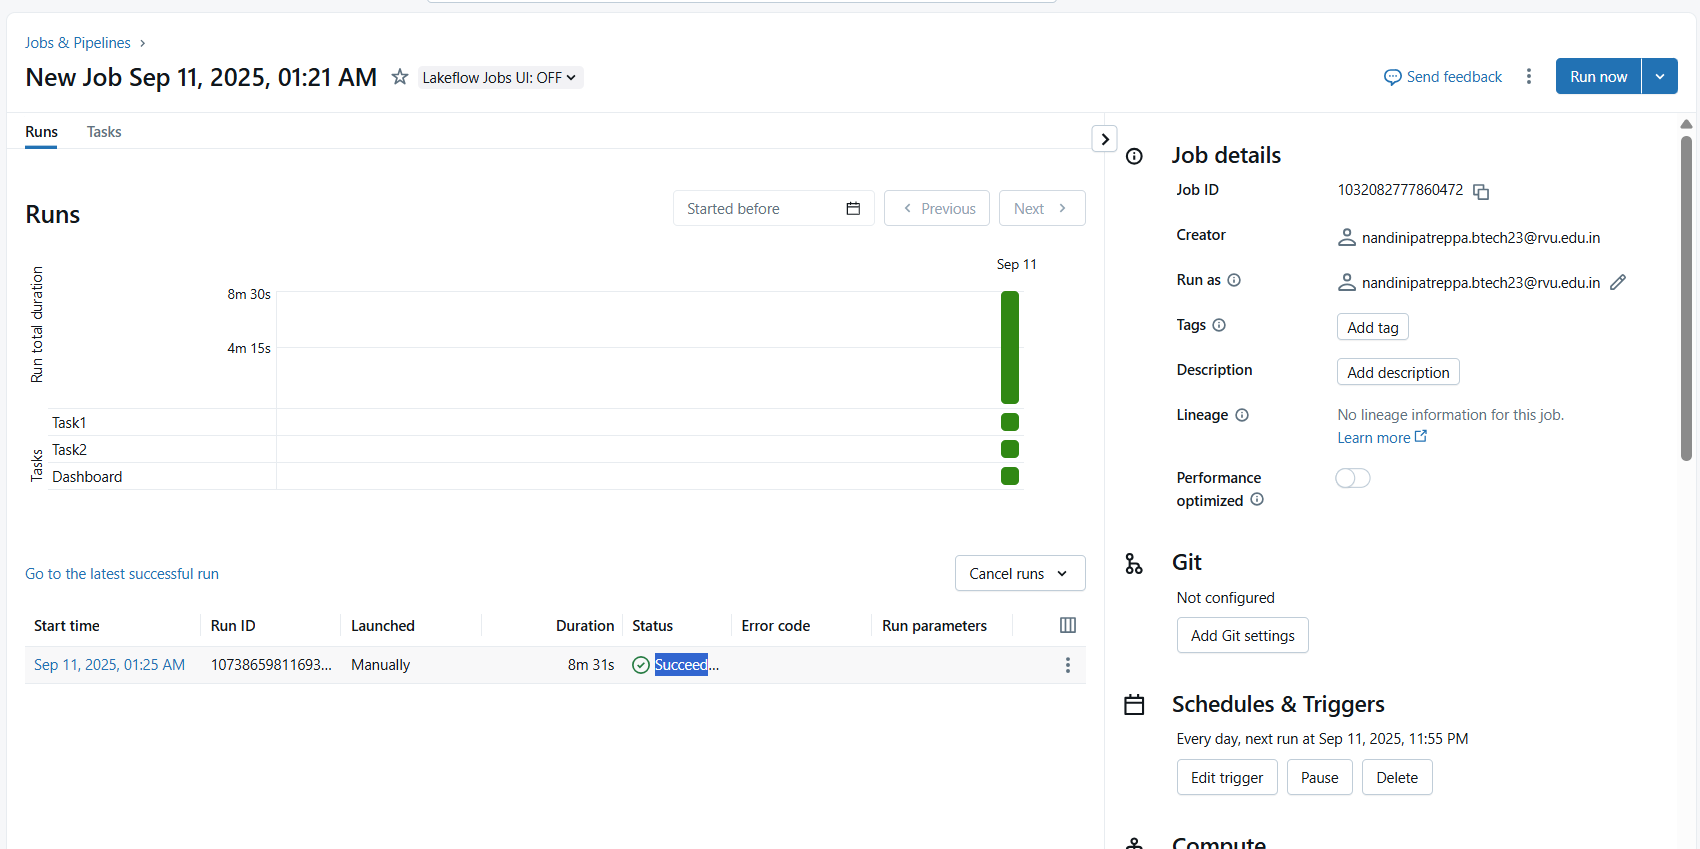 Jobs & Pipelines
New Job Sep 11, 2025, 01:21 AM
Lakeflow Jobs UI: OFF
Send feedback
Run now
Runs
Tasks
Runs
Started before
Previous
Next
Sep 11
Run total duration
8m 30s
4m 15s
Tasks
Task1
Task2
Dashboard
Go to the latest successful run
Cancel runs
Start time Run ID Launched Duration Status Error code Run parameters
Sep 11, 2025, 01:25 AM 10738659811693... Manually 8m 31s Succeed...
Job details
Job ID 1032082777860472
Creator nandinipatreppa.btech23@rvu.edu.in
Run as nandinipatreppa.btech23@rvu.edu.in
Tags Add tag
Description Add description
Lineage No lineage information for this job.
Learn more
Performance
optimized
Git
Not configured
Add Git settings
Schedules & Triggers
Every day, next run at Sep 11, 2025, 11:55 PM
Edit trigger Pause Delete
Compute